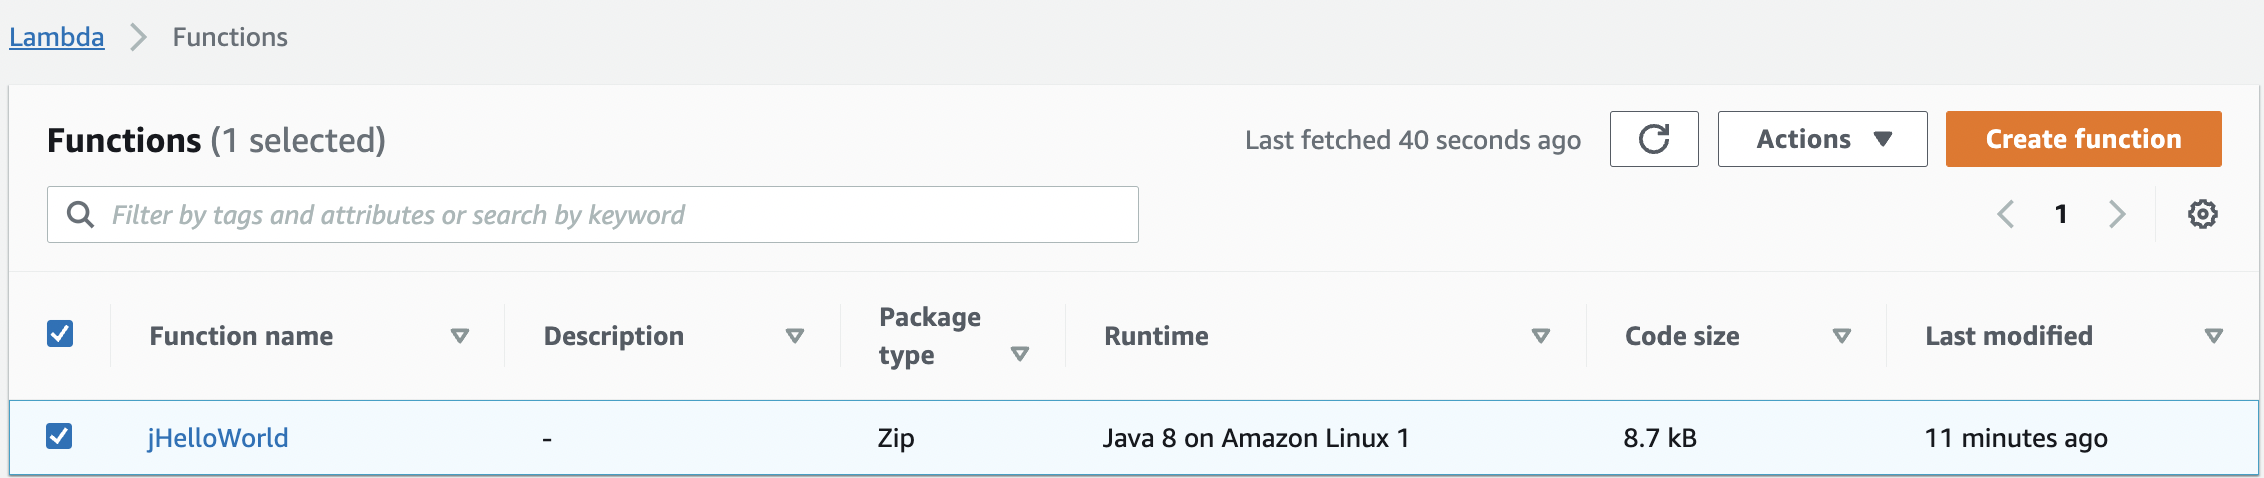 Lambda > Functions
Functions (1 selected)
Last fetched 40 seconds ago
Actions
Create function
Filter by tags and attributes or search by keyword
1
Function name
Description
Package
type
Runtime
Code size
Last modified
jHelloWorld
-
Zip
Java 8 on Amazon Linux 1
8.7 kB
11 minutes ago